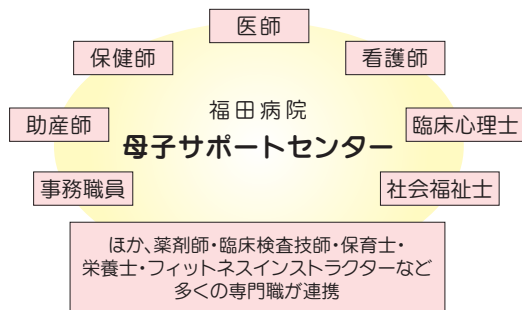 医師
保健師
看護師
助産師
福田病院
臨床心理士
母子サポートセンター
事務職員
社会福祉士
ほか、薬剤師・臨床検査技師・保育士・
栄養士・フィットネスインストラクターなど
多くの専門職が連携